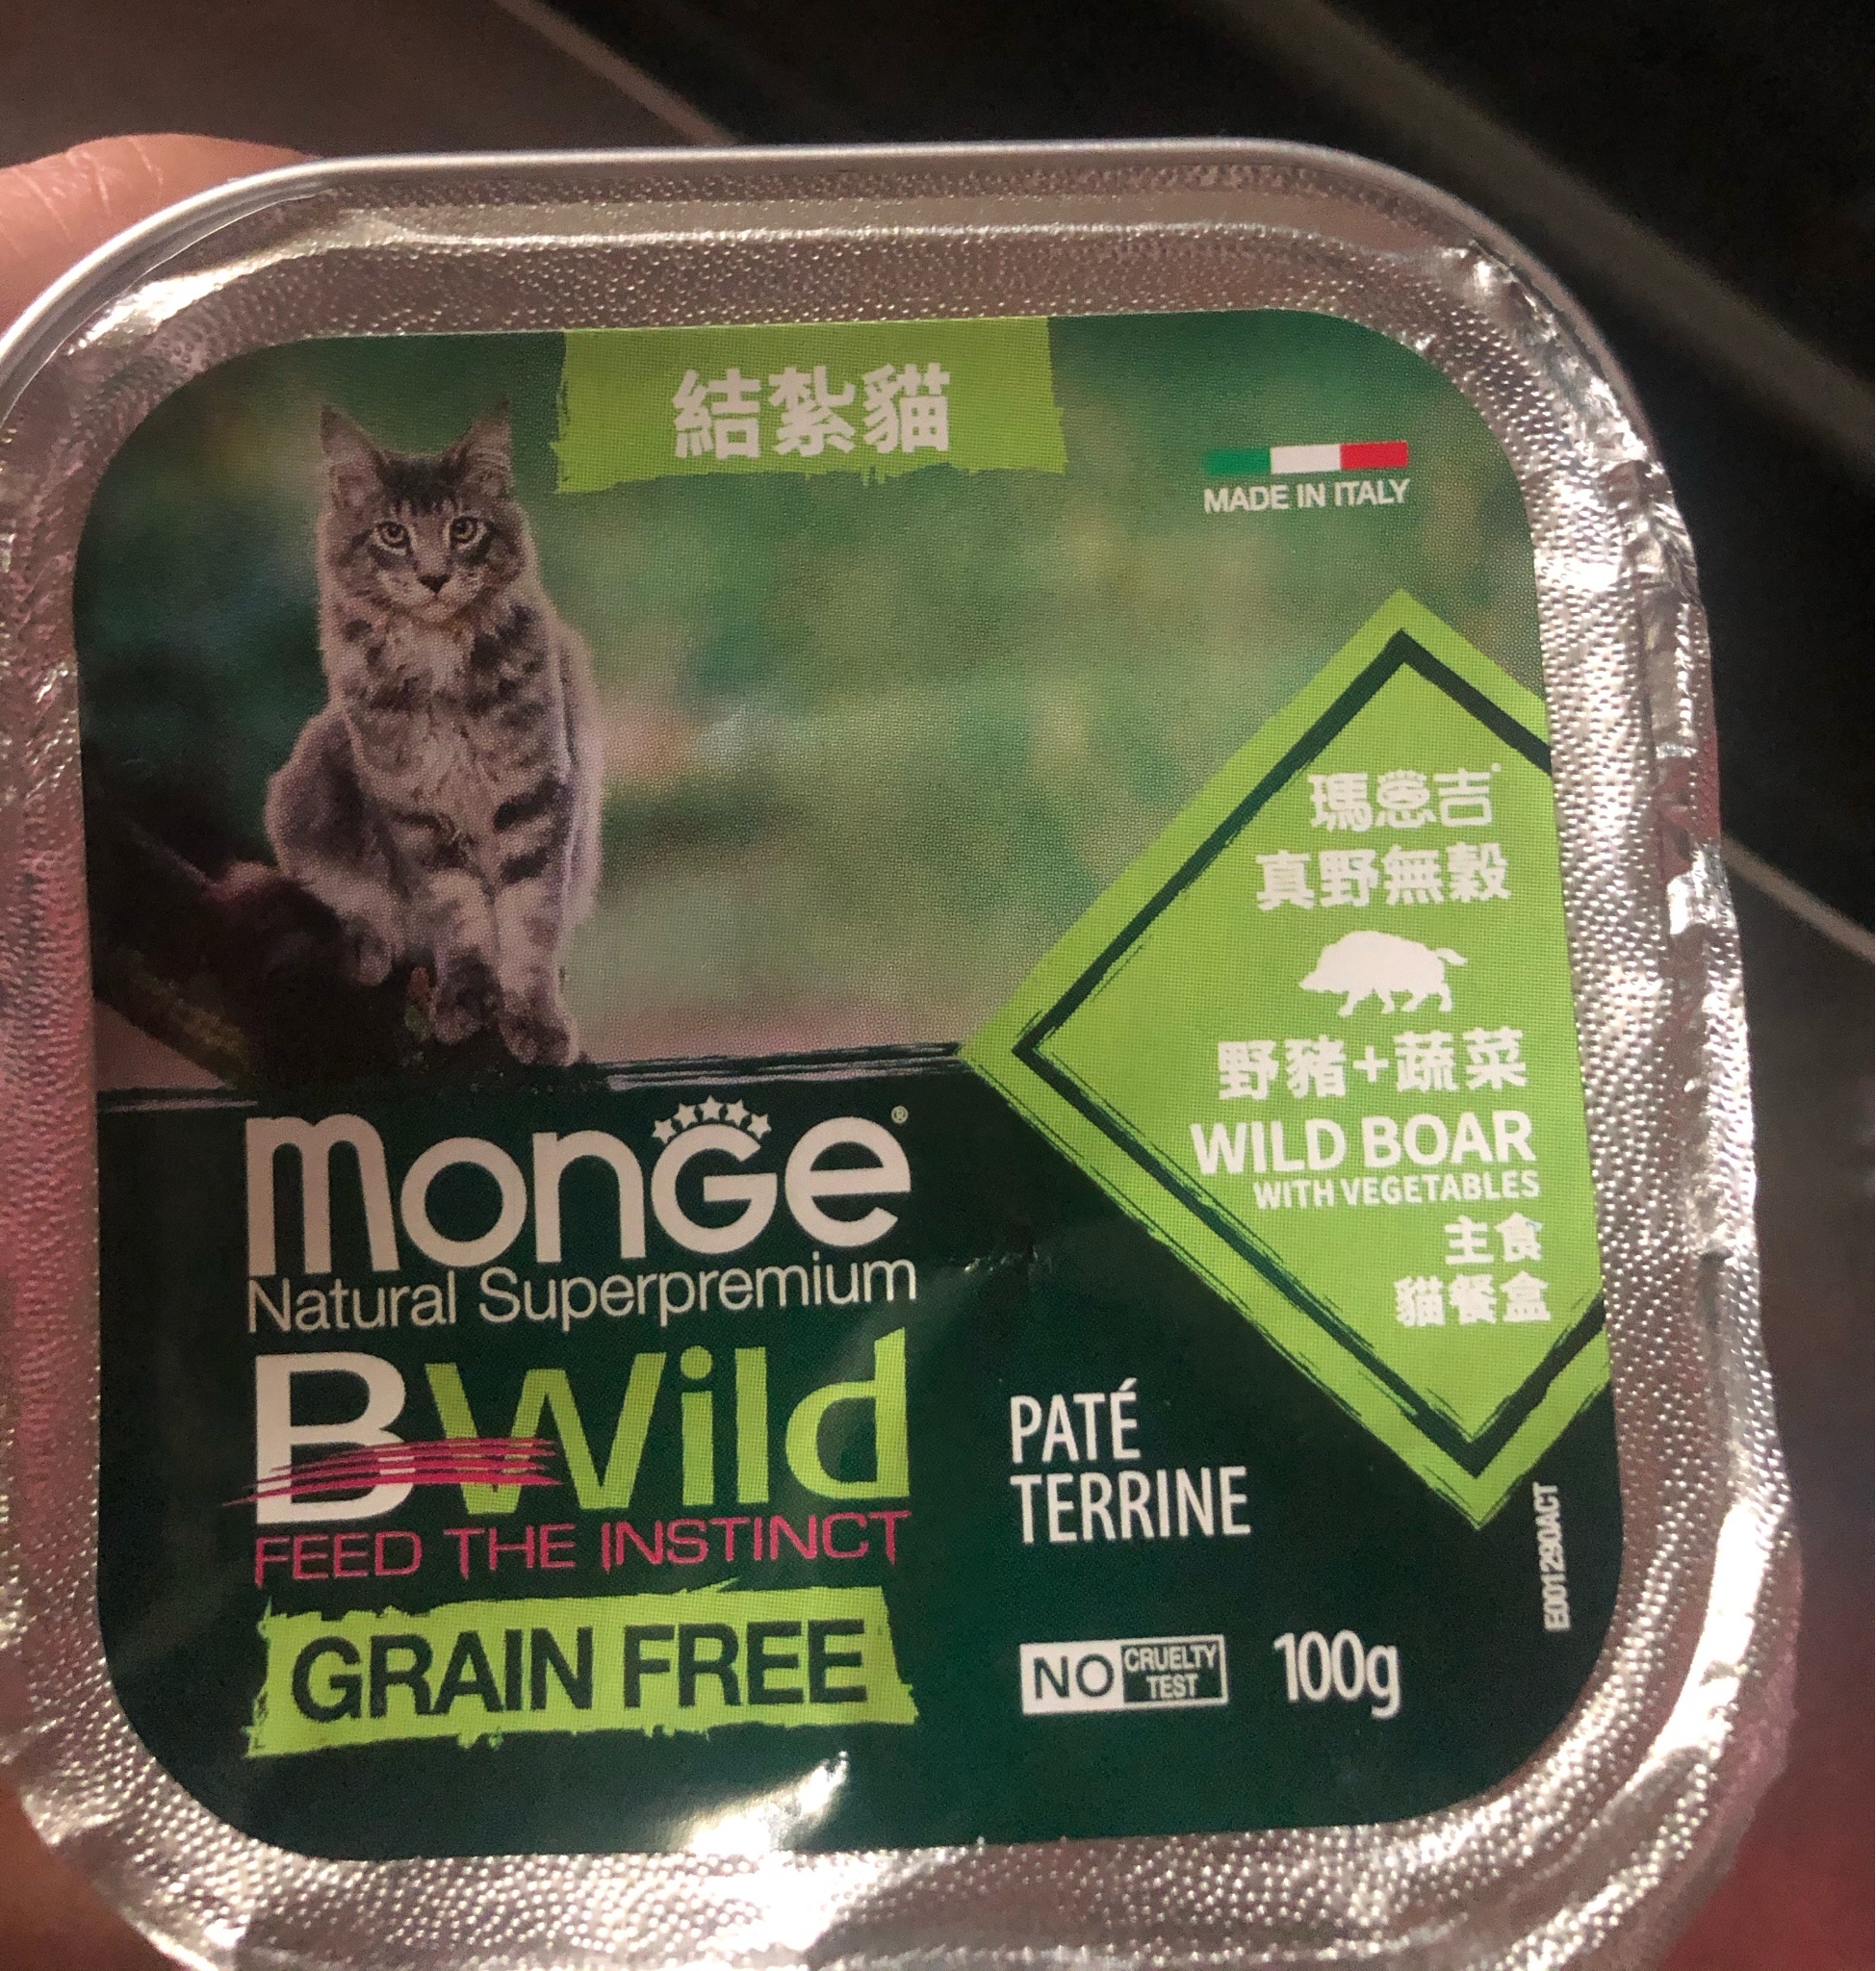 結紮貓
MADE IN ITALY
瑪恩吉
真野無穀
野豬+蔬菜
WILD BOAR
WITH VEGETABLES
主食
貓餐盒
monGe®
Natural Superpremium
BWild
FEED THE INSTINCT
GRAIN FREE
PATÉ
TERRINE
NO CRUELTY
TEST
100g
E001290ACT